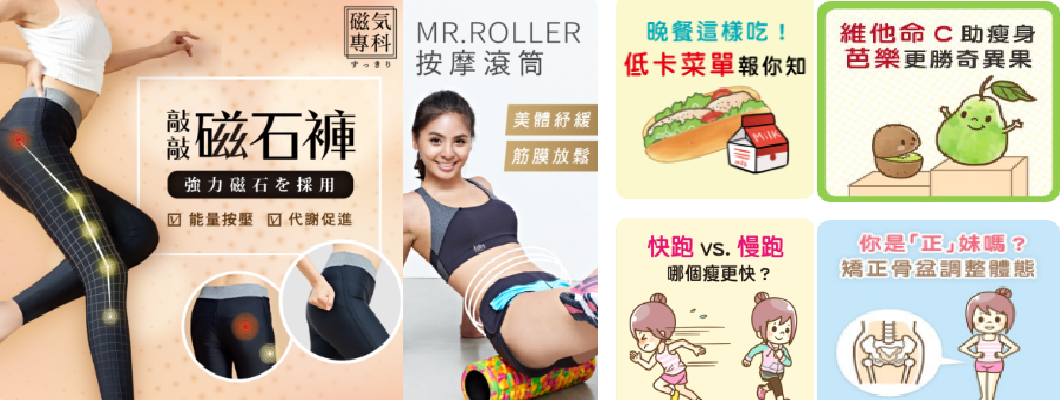 磁気
專科
すっきり
敲敲磁石褲
強力磁石を採用
能量按壓 代謝促進
MR.ROLLER
按摩滾筒
美體紓緩
筋膜放鬆
晚餐這樣吃！
低卡菜單報你知
MiLK
維他命 C 助瘦身
芭樂更勝奇異果
快跑 vs. 慢跑
哪個瘦更快？
你是「正」妹嗎？
矯正骨盆調整體態